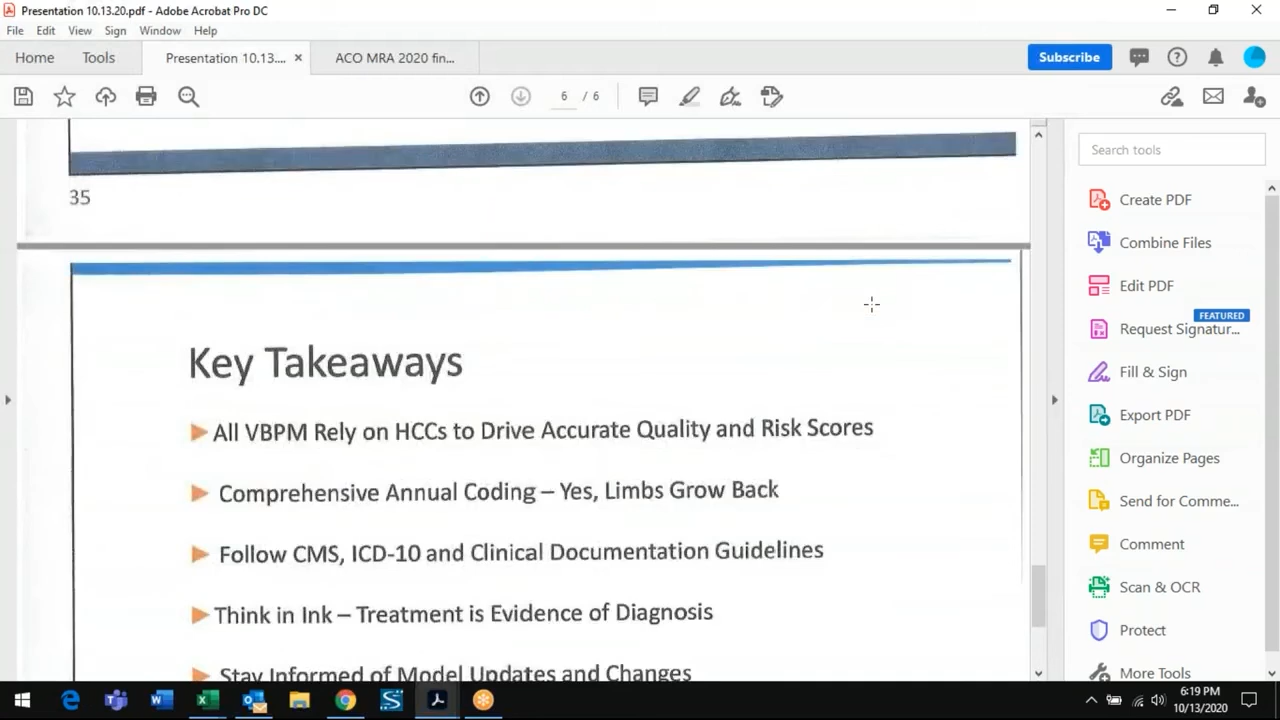 Presentation 10.13.20.pdf - Adobe Acrobat Pro DC
File Edit View Sign Window Help
Home Tools Presentation 10.13.... × ACO MRA 2020 fin... Subscribe
6 / 6
Search tools
35
Create PDF
Combine Files
Edit PDF
FEATURED
Request Signatur...
Fill & Sign
Export PDF
Organize Pages
Send for Comme...
Comment
Scan & OCR
Protect
More Tools
Key Takeaways
All VBPM Rely on HCCs to Drive Accurate Quality and Risk Scores
Comprehensive Annual Coding – Yes, Limbs Grow Back
Follow CMS, ICD-10 and Clinical Documentation Guidelines
Think in Ink – Treatment is Evidence of Diagnosis
Stay Informed of Model Updates and Changes
6:19 PM
10/13/2020